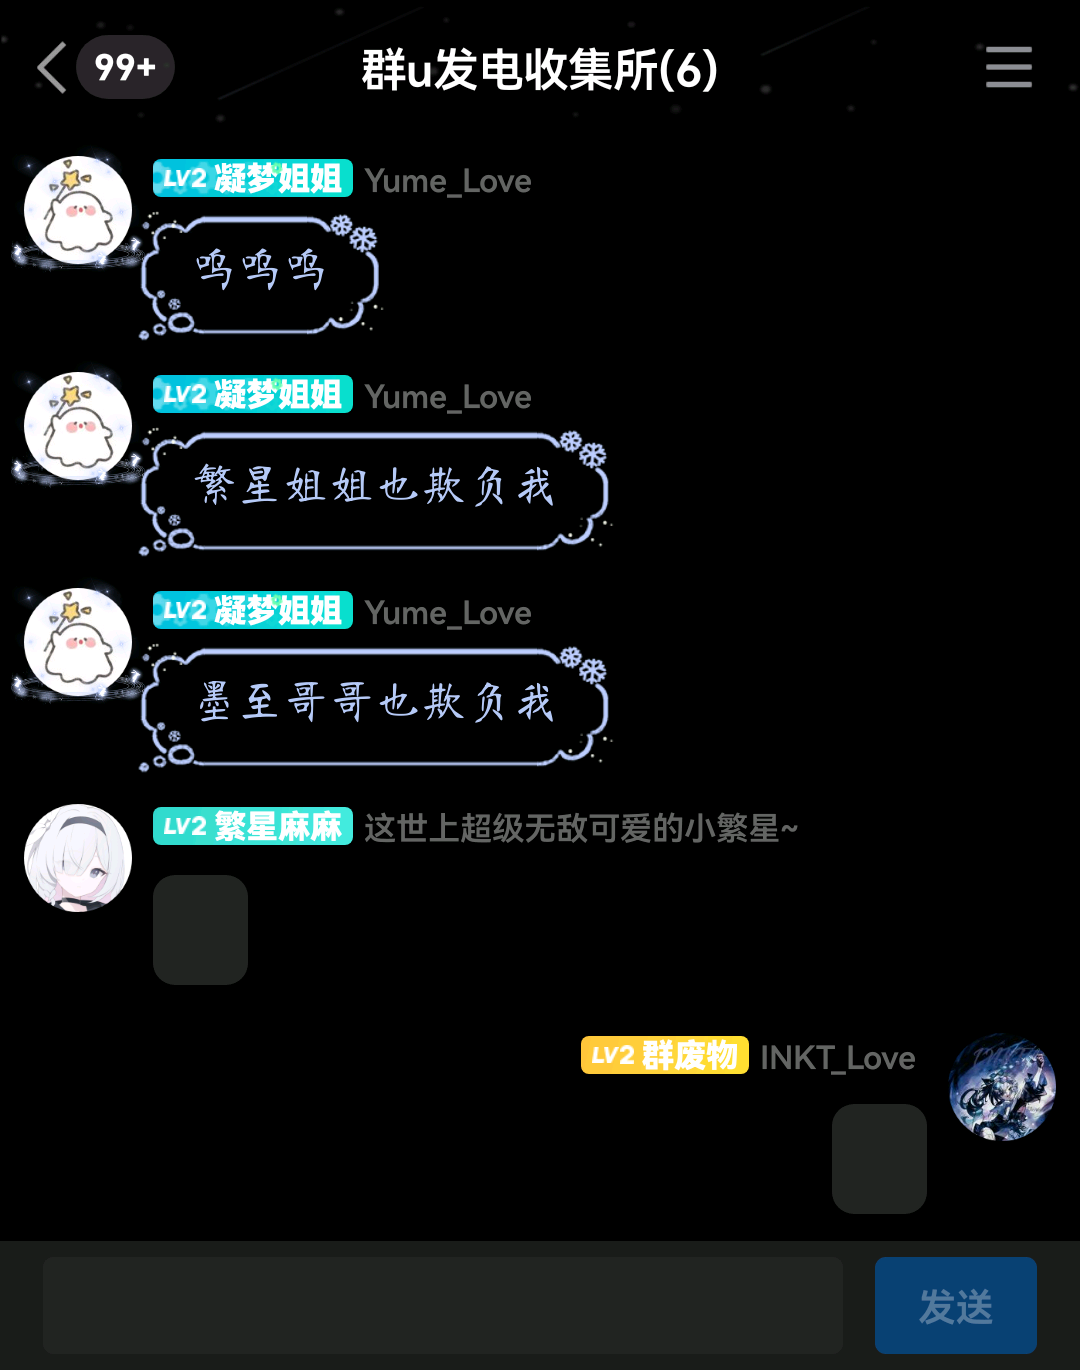 99+
群u发电收集所(6)
LV2 凝梦姐姐 Yume_Love
呜呜呜
LV2 凝梦姐姐 Yume_Love
繁星姐姐也欺负我
LV2 凝梦姐姐 Yume_Love
墨至哥哥也欺负我
LV2 繁星麻麻 这世上超级无敌可爱的小繁星~
LV2 群废物 INKT_Love
发送